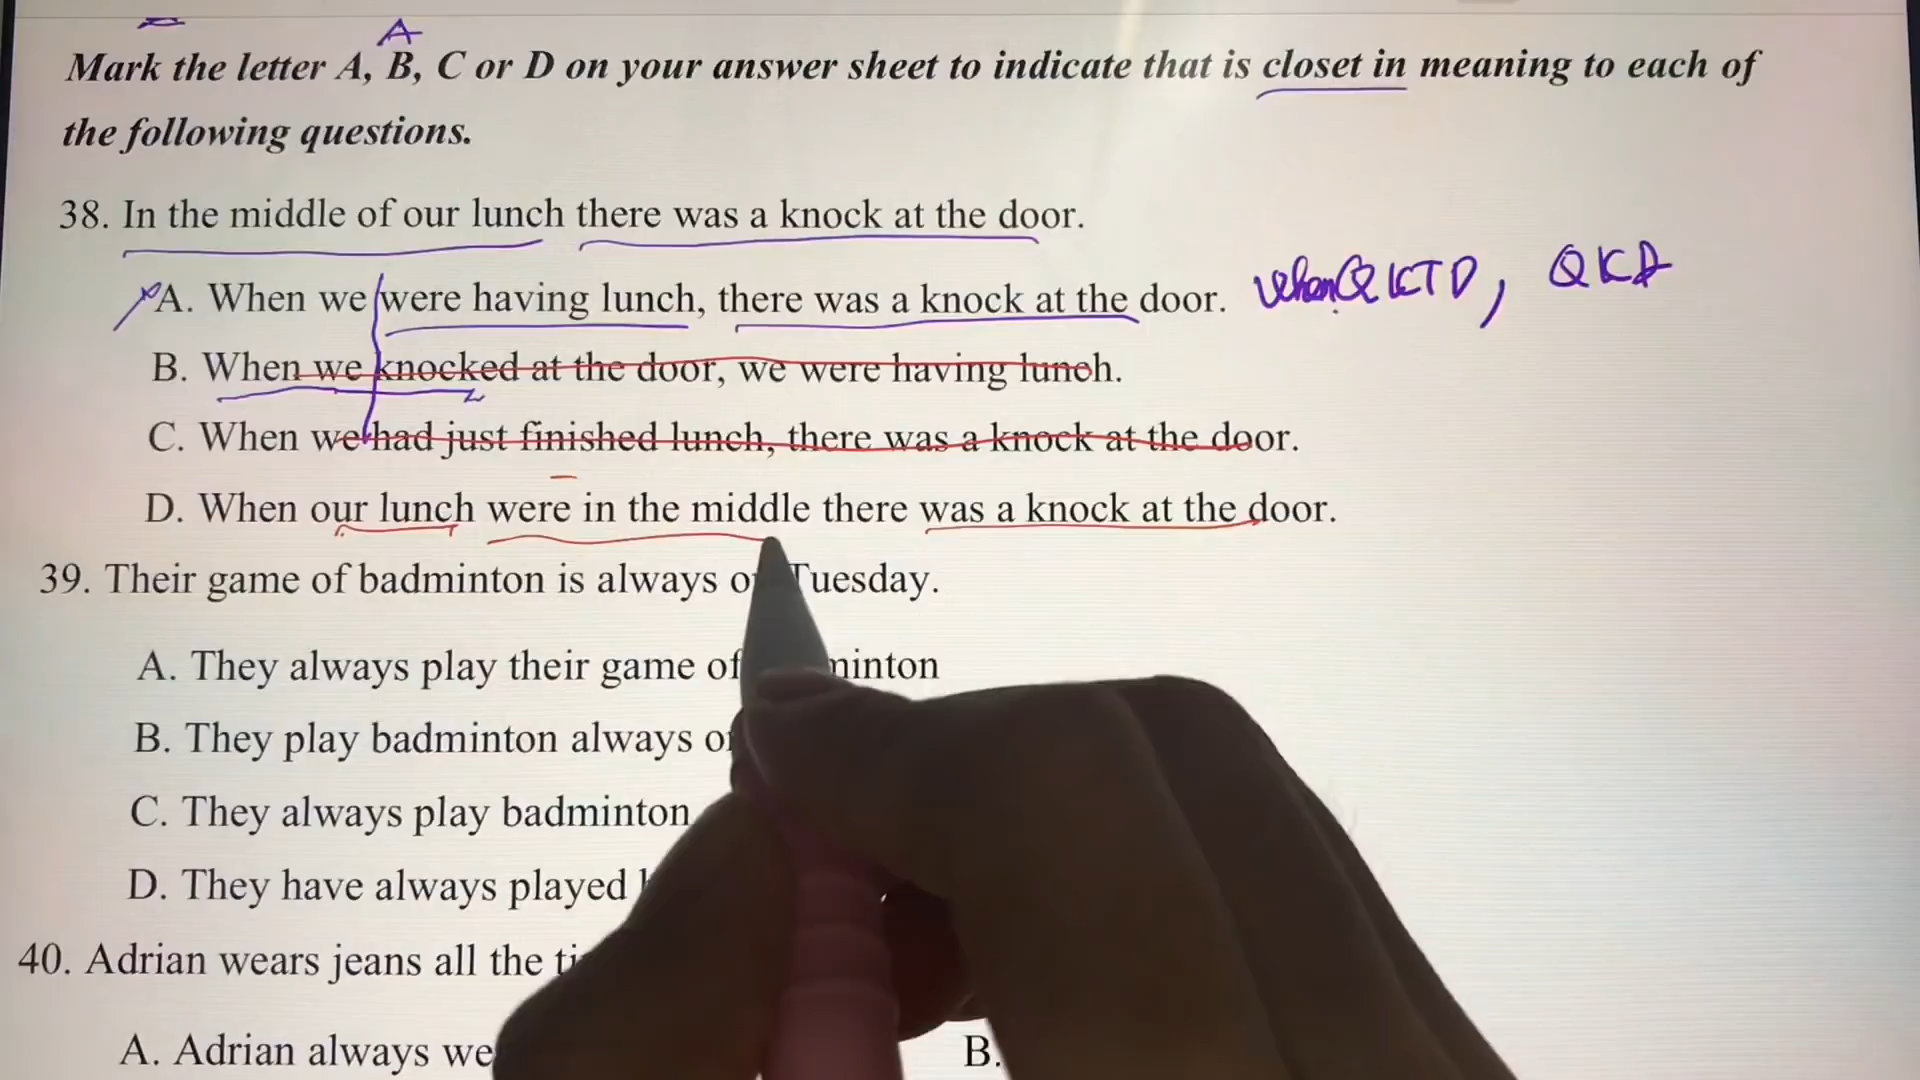 A
Mark the letter A, B, C or D on your answer sheet to indicate that is closet in meaning to each of
the following questions.
38. In the middle of our lunch there was a knock at the door.
A. When we were having lunch, there was a knock at the door. When QKTD, QKĐ
B. When we knocked at the door, we were having lunch.
C. When we had just finished lunch, there was a knock at the door.
D. When our lunch were in the middle there was a knock at the door.
39. Their game of badminton is always Tuesday.
A. They always play their game of
B. They play badminton always
C. They always play badminton
D. They have always played
40. Adrian wears jeans all the
A. Adrian always
B.